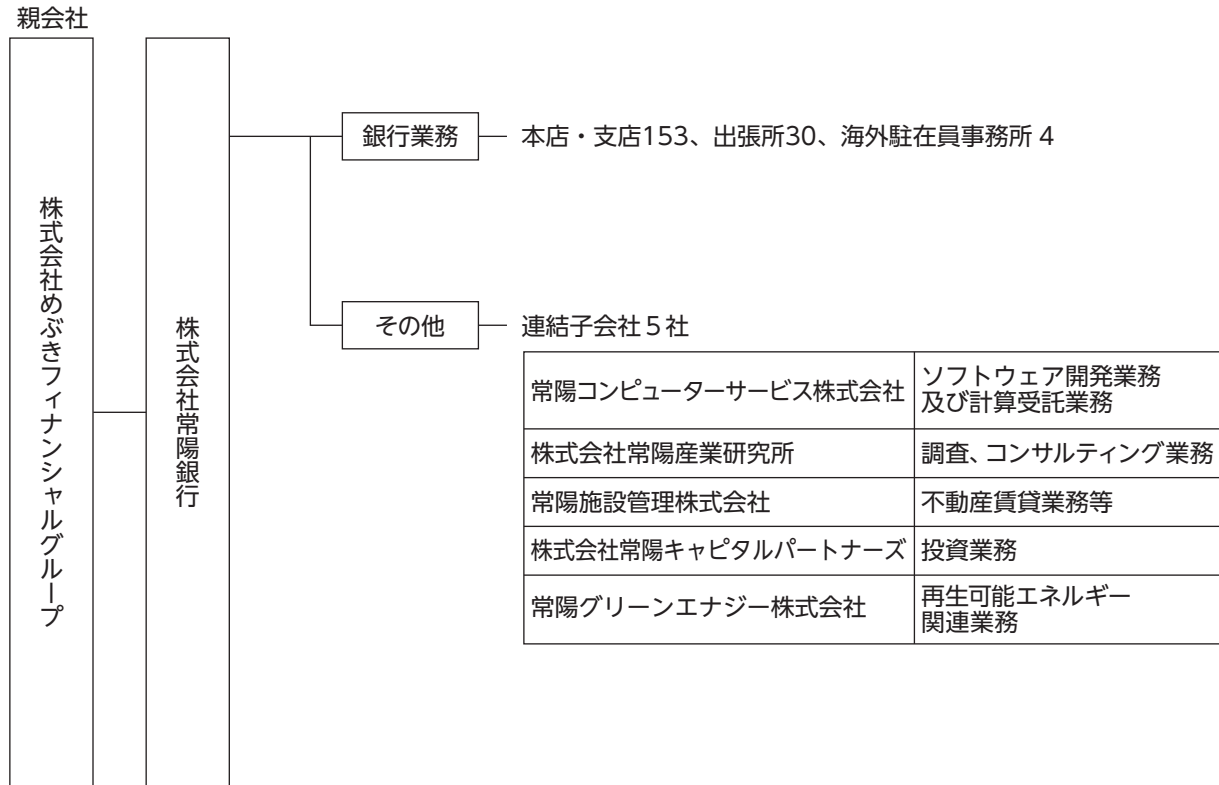 親会社
株式会社めぶきフィナンシャルグループ
株式会社常陽銀行
銀行業務
本店・支店153、出張所30、海外駐在員事務所 4
その他
連結子会社5社
常陽コンピューターサービス株式会社
ソフトウェア開発業務
及び計算受託業務
株式会社常陽産業研究所
調査、コンサルティング業務
常陽施設管理株式会社
不動産賃貸業務等
株式会社常陽キャピタルパートナーズ
投資業務
常陽グリーンエナジー株式会社
再生可能エネルギー
関連業務